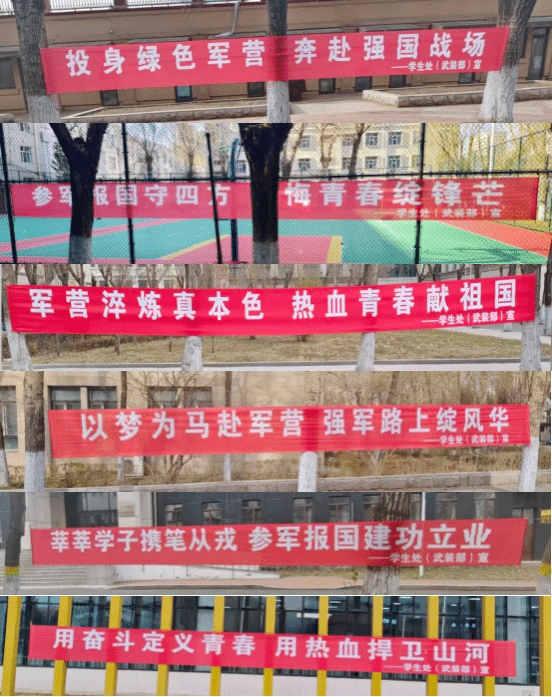 投身绿色军营 奔赴强国战场
——学生处（武装部）宣
参军报国守四方 悔青春绽锋芒
——学生处（武装部）宣
军营淬炼真本色 热血青春献祖国
——学生处（武装部）宣
以梦为马赴军营 强军路上绽风华
——学生处（武装部）宣
莘莘学子携笔从戎 参军报国建功立业
——学生处（武装部）宣
用奋斗定义青春 用热血捍卫山河
——学生处（武装部）宣